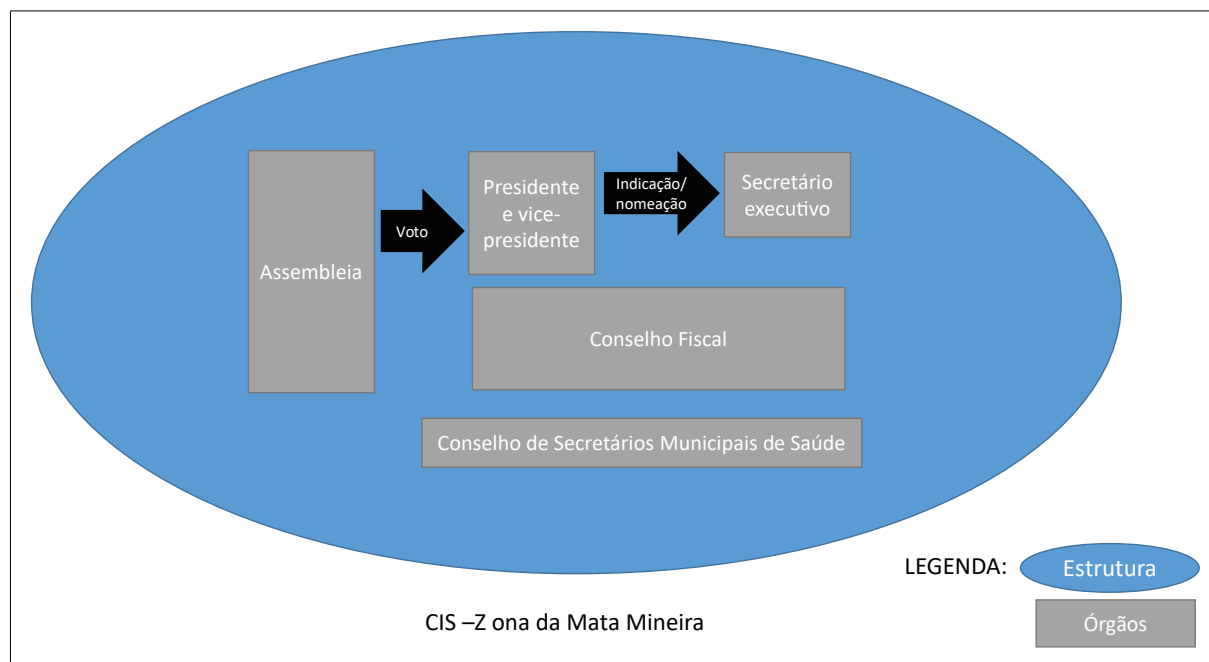 Assembleia
Voto
Presidente
e vice-
presidente
Indicação/
nomeação
Secretário
executivo
Conselho Fiscal
Conselho de Secretários Municipais de Saúde
LEGENDA:
Estrutura
Órgãos
CIS –Z ona da Mata Mineira